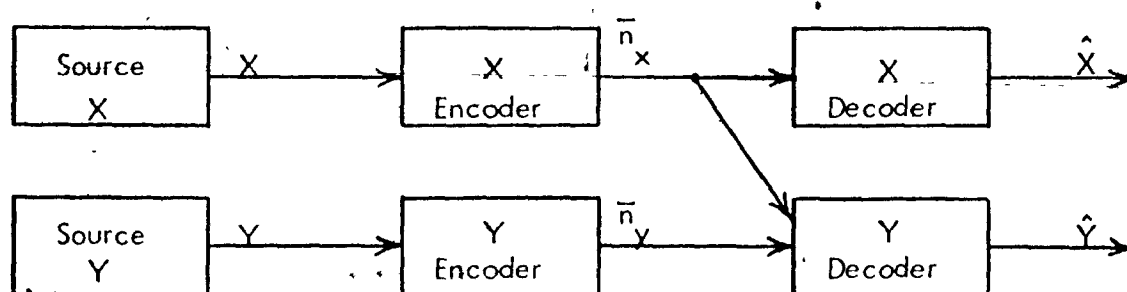 Source X
X
X Encoder
n̄x
X Decoder
X̂
Source Y
Y
Y Encoder
n̄y
Y Decoder
Ŷ